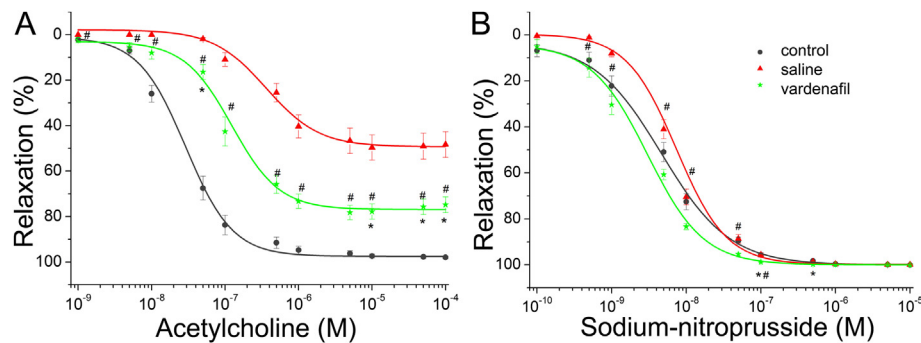 A
0
20
40
60
80
100
Relaxation (%)
# # # # * # # # # # * # * # *
10⁻⁹ 10⁻⁸ 10⁻⁷ 10⁻⁶ 10⁻⁵ 10⁻⁴
Acetylcholine (M)
B
control
saline
vardenafil
0
20
40
60
80
100
Relaxation (%)
# # # # # *# *
10⁻¹⁰ 10⁻⁹ 10⁻⁸ 10⁻⁷ 10⁻⁶ 10⁻⁵
Sodium-nitroprusside (M)